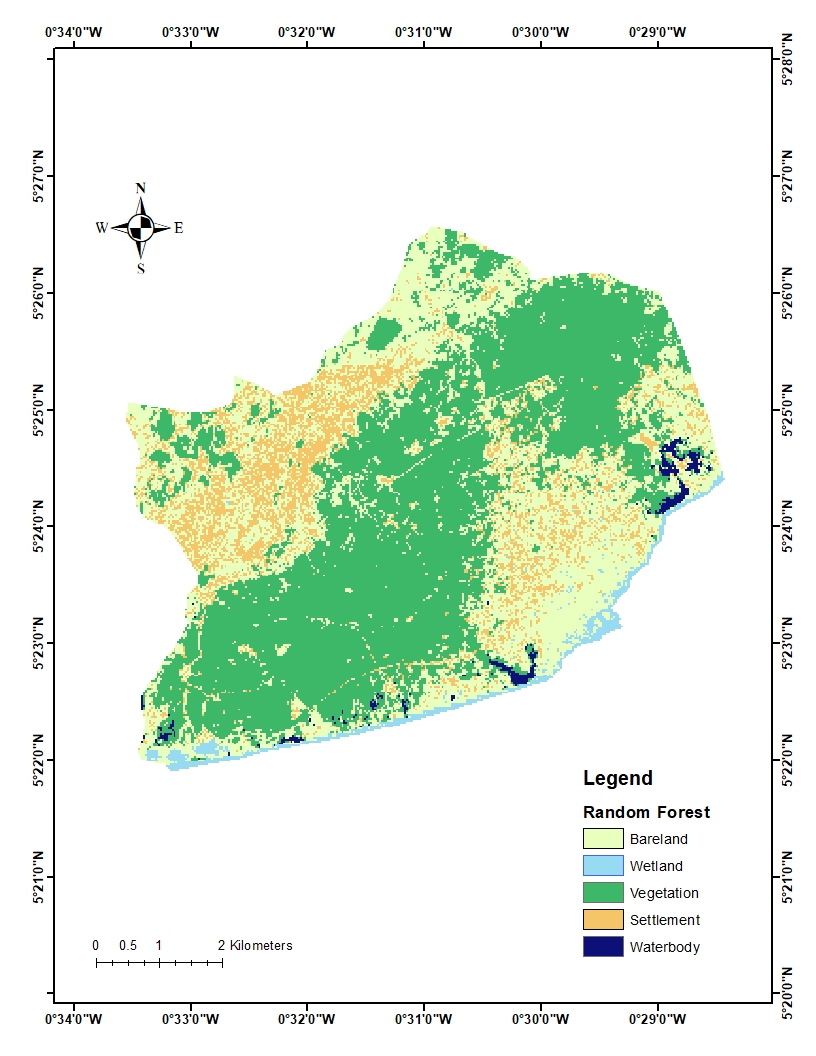 0°34'0"W 0°33'0"W 0°32'0"W 0°31'0"W 0°30'0"W 0°29'0"W
5°28'0"N
5°27'0"N 5°27'0"N
N
W E
S
5°26'0"N 5°26'0"N
5°25'0"N 5°25'0"N
5°24'0"N 5°24'0"N
5°23'0"N 5°23'0"N
5°22'0"N 5°22'0"N
Legend
Random Forest
Bareland
Wetland
Vegetation
Settlement
Waterbody
5°21'0"N 5°21'0"N
0 0.5 1 2 Kilometers
5°20'0"N
0°34'0"W 0°33'0"W 0°32'0"W 0°31'0"W 0°30'0"W 0°29'0"W